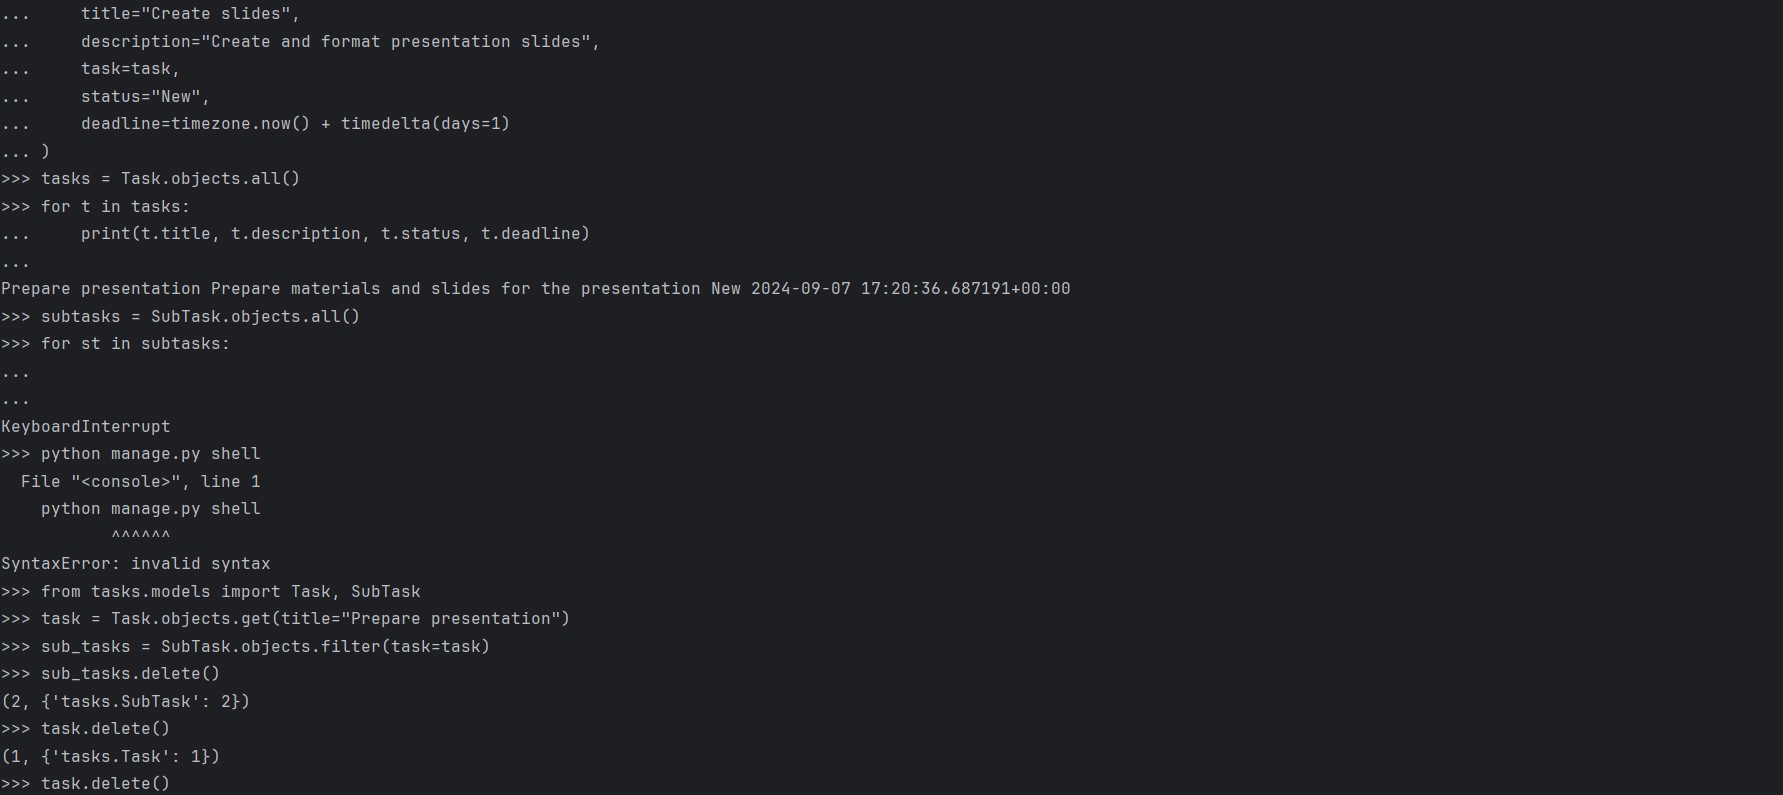 ...     title="Create slides",
...     description="Create and format presentation slides",
...     task=task,
...     status="New",
...     deadline=timezone.now() + timedelta(days=1)
... )
>>> tasks = Task.objects.all()
>>> for t in tasks:
...     print(t.title, t.description, t.status, t.deadline)
...
Prepare presentation Prepare materials and slides for the presentation New 2024-09-07 17:20:36.687191+00:00
>>> subtasks = SubTask.objects.all()
>>> for st in subtasks:
...
...
KeyboardInterrupt
>>> python manage.py shell
  File "<console>", line 1
    python manage.py shell
           ^^^^^^
SyntaxError: invalid syntax
>>> from tasks.models import Task, SubTask
>>> task = Task.objects.get(title="Prepare presentation")
>>> sub_tasks = SubTask.objects.filter(task=task)
>>> sub_tasks.delete()
(2, {'tasks.SubTask': 2})
>>> task.delete()
(1, {'tasks.Task': 1})
>>> task.delete()